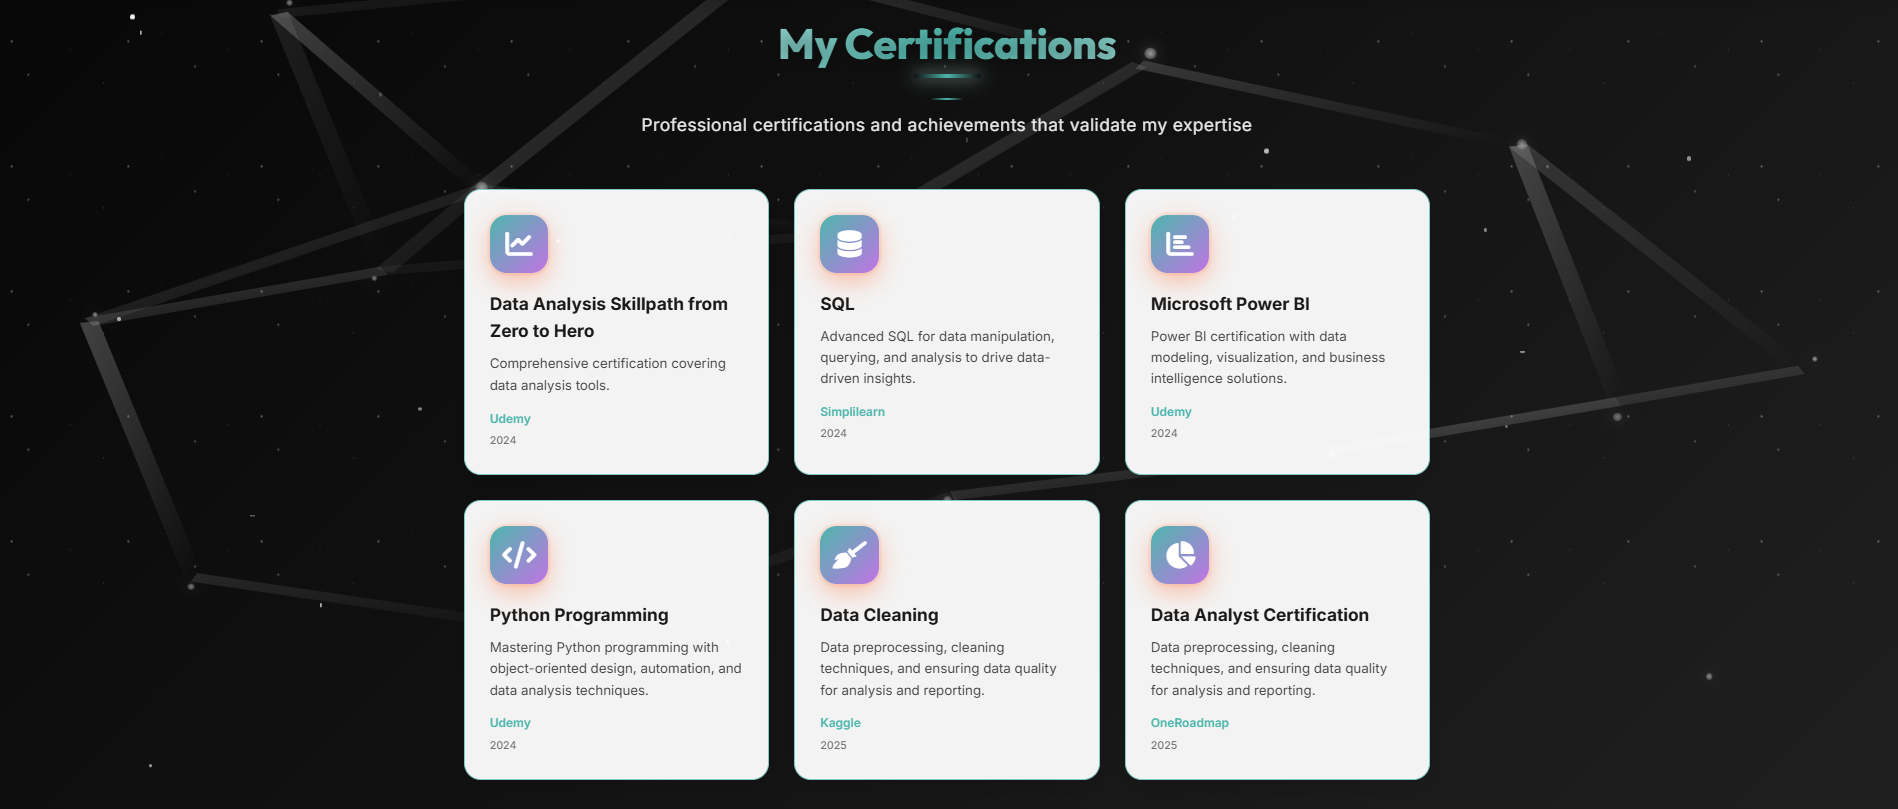 My Certifications
Professional certifications and achievements that validate my expertise
Data Analysis Skillpath from
Zero to Hero
Comprehensive certification covering
data analysis tools.
Udemy
2024
SQL
Advanced SQL for data manipulation,
querying, and analysis to drive data-
driven insights.
Simplilearn
2024
Microsoft Power BI
Power BI certification with data
modeling, visualization, and business
intelligence solutions.
Udemy
2024
Python Programming
Mastering Python programming with
object-oriented design, automation, and
data analysis techniques.
Udemy
2024
Data Cleaning
Data preprocessing, cleaning
techniques, and ensuring data quality
for analysis and reporting.
Kaggle
2025
Data Analyst Certification
Data preprocessing, cleaning
techniques, and ensuring data quality
for analysis and reporting.
OneRoadmap
2025